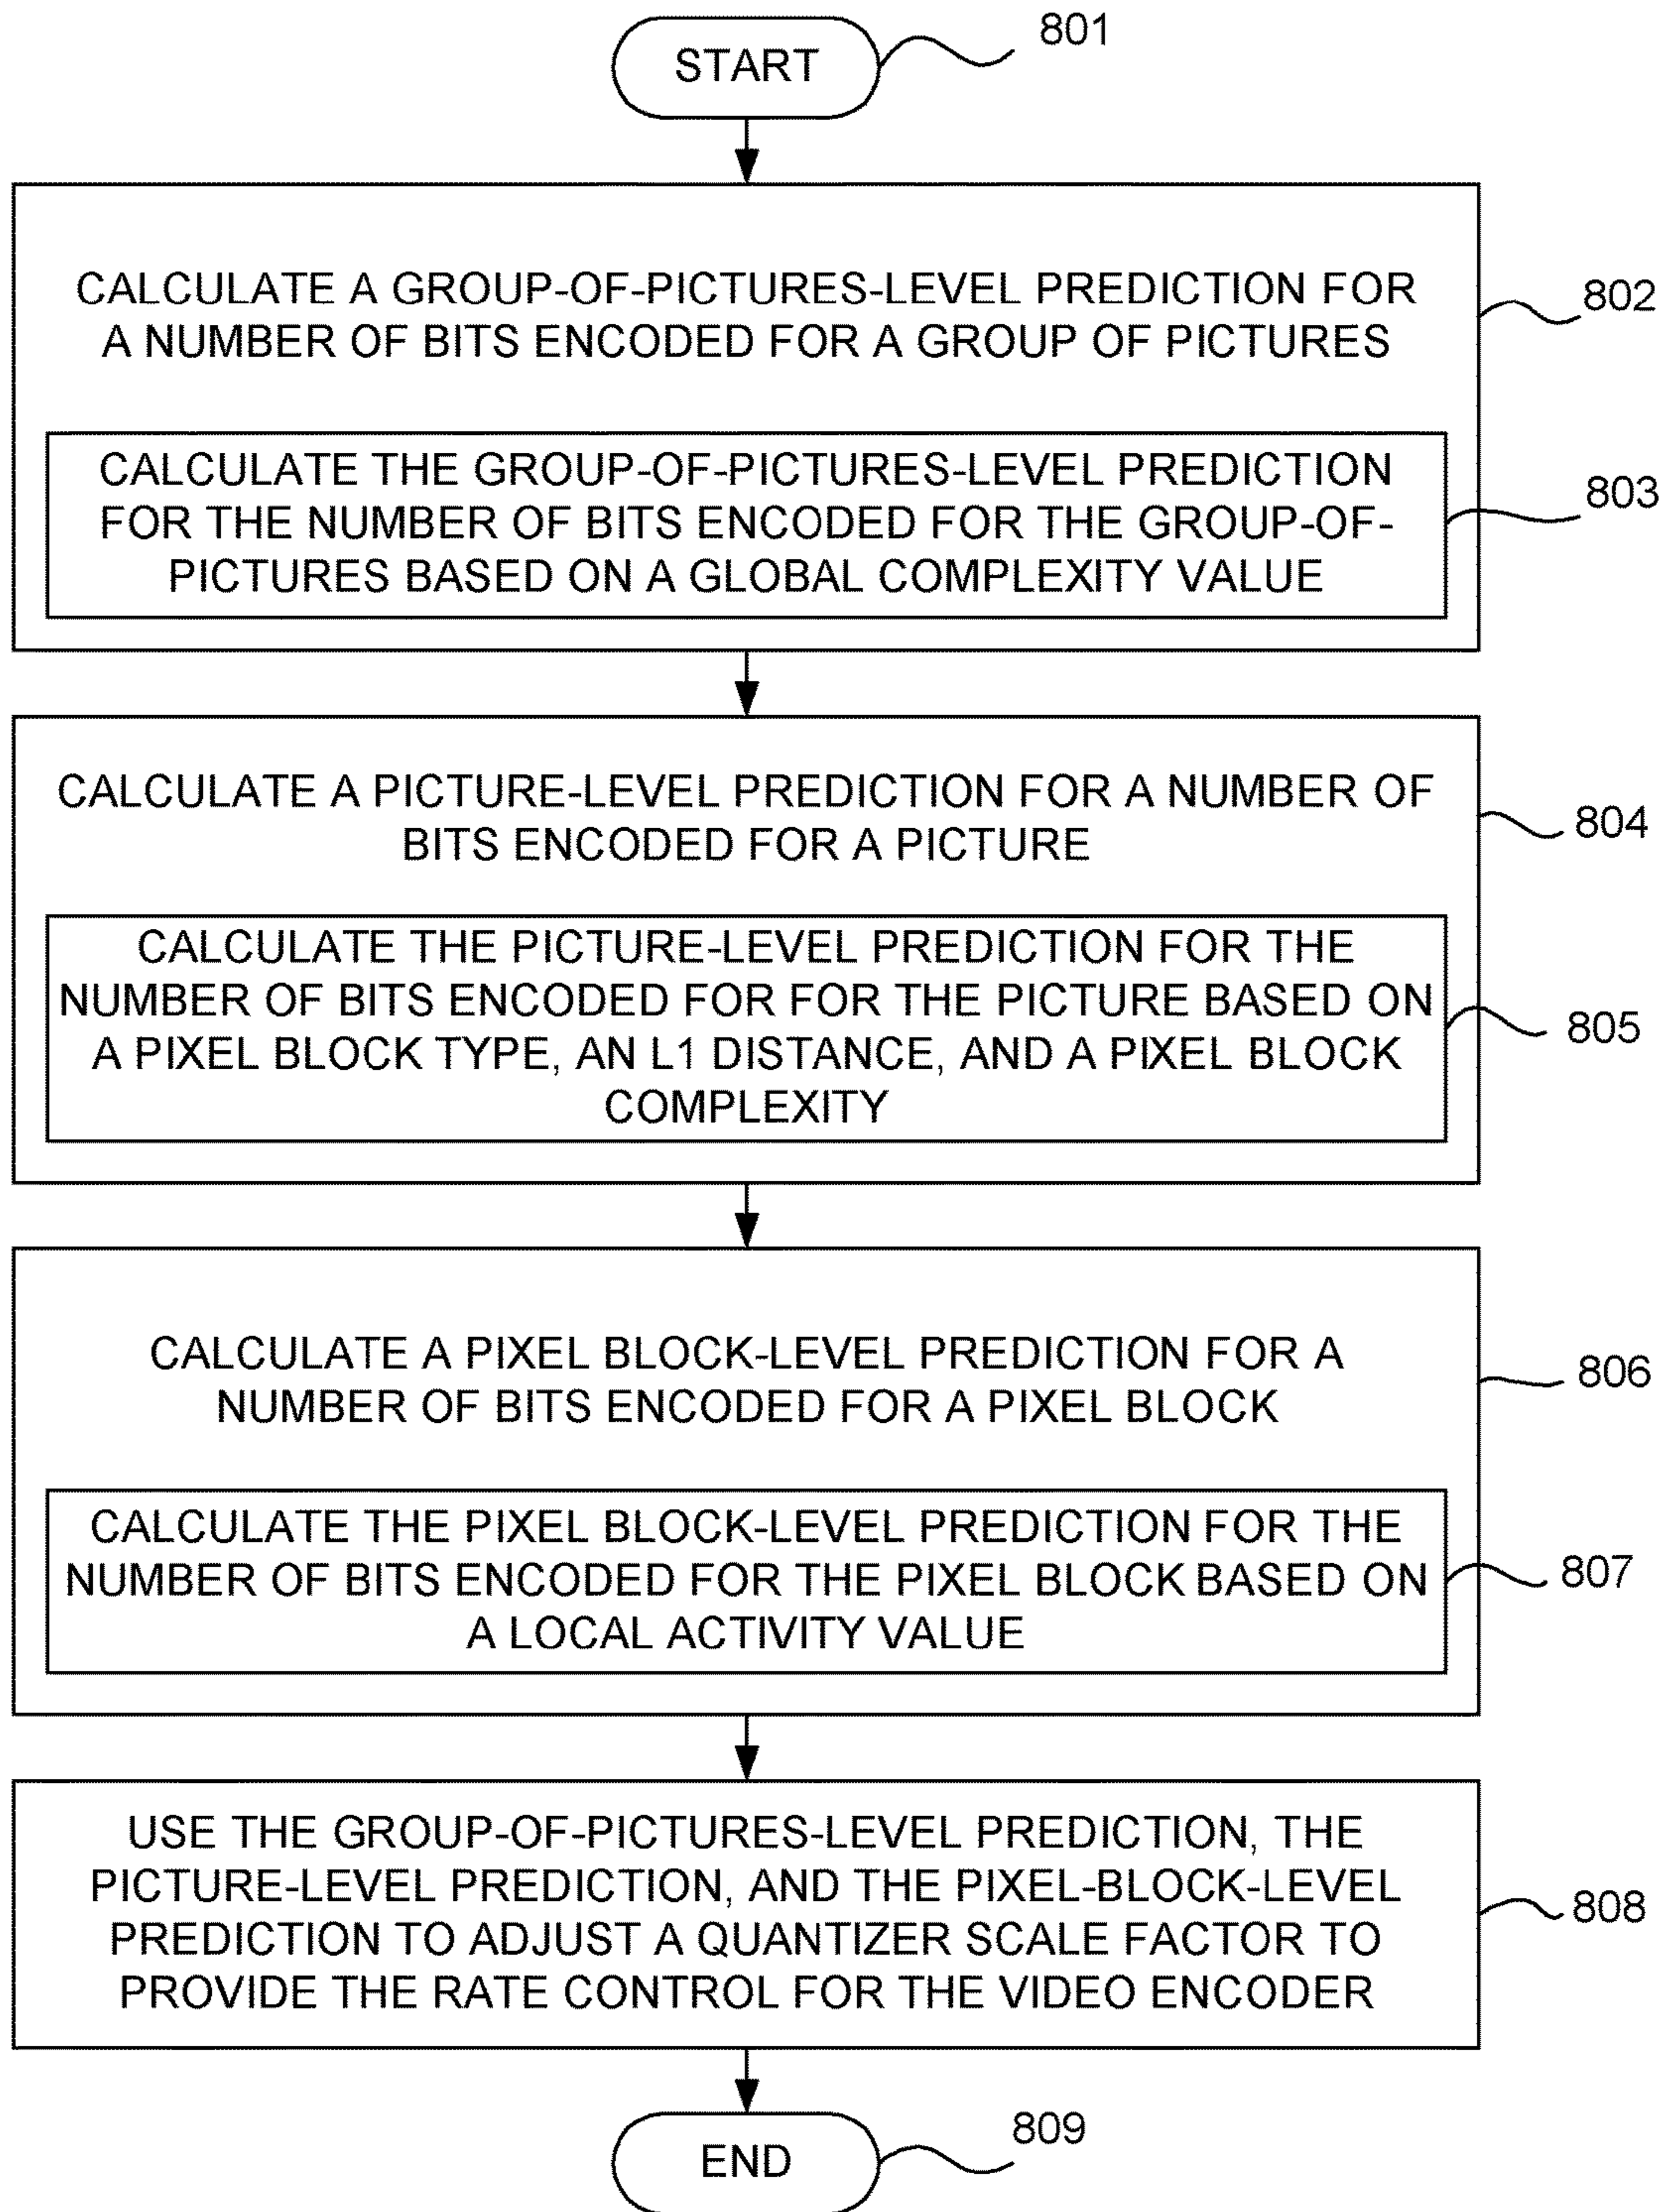 START
801
CALCULATE A GROUP-OF-PICTURES-LEVEL PREDICTION FOR
A NUMBER OF BITS ENCODED FOR A GROUP OF PICTURES
802
CALCULATE THE GROUP-OF-PICTURES-LEVEL PREDICTION
FOR THE NUMBER OF BITS ENCODED FOR THE GROUP-OF-
PICTURES BASED ON A GLOBAL COMPLEXITY VALUE
803
CALCULATE A PICTURE-LEVEL PREDICTION FOR A NUMBER OF
BITS ENCODED FOR A PICTURE
804
CALCULATE THE PICTURE-LEVEL PREDICTION FOR THE
NUMBER OF BITS ENCODED FOR FOR THE PICTURE BASED ON
A PIXEL BLOCK TYPE, AN L1 DISTANCE, AND A PIXEL BLOCK
COMPLEXITY
805
CALCULATE A PIXEL BLOCK-LEVEL PREDICTION FOR A
NUMBER OF BITS ENCODED FOR A PIXEL BLOCK
806
CALCULATE THE PIXEL BLOCK-LEVEL PREDICTION FOR THE
NUMBER OF BITS ENCODED FOR THE PIXEL BLOCK BASED ON
A LOCAL ACTIVITY VALUE
807
USE THE GROUP-OF-PICTURES-LEVEL PREDICTION, THE
PICTURE-LEVEL PREDICTION, AND THE PIXEL-BLOCK-LEVEL
PREDICTION TO ADJUST A QUANTIZER SCALE FACTOR TO
PROVIDE THE RATE CONTROL FOR THE VIDEO ENCODER
808
END
809